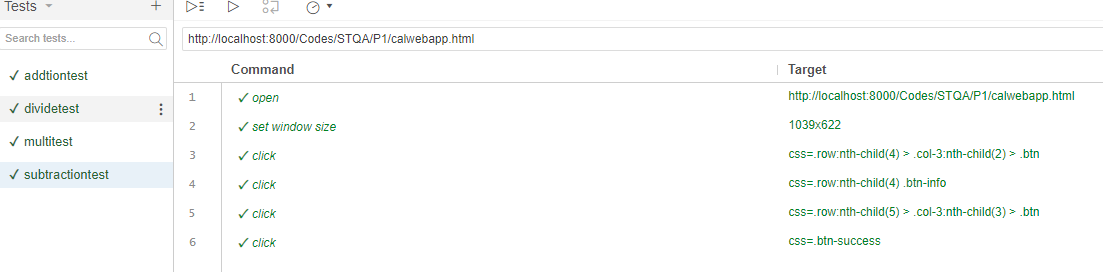 Tests
Search tests...
✓ addtiontest
✓ dividetest
✓ multitest
✓ subtractiontest
http://localhost:8000/Codes/STQA/P1/calwebapp.html
Command Target
1 ✓ open http://localhost:8000/Codes/STQA/P1/calwebapp.html
2 ✓ set window size 1039x622
3 ✓ click css=.row:nth-child(4) > .col-3:nth-child(2) > .btn
4 ✓ click css=.row:nth-child(4) .btn-info
5 ✓ click css=.row:nth-child(5) > .col-3:nth-child(3) > .btn
6 ✓ click css=.btn-success